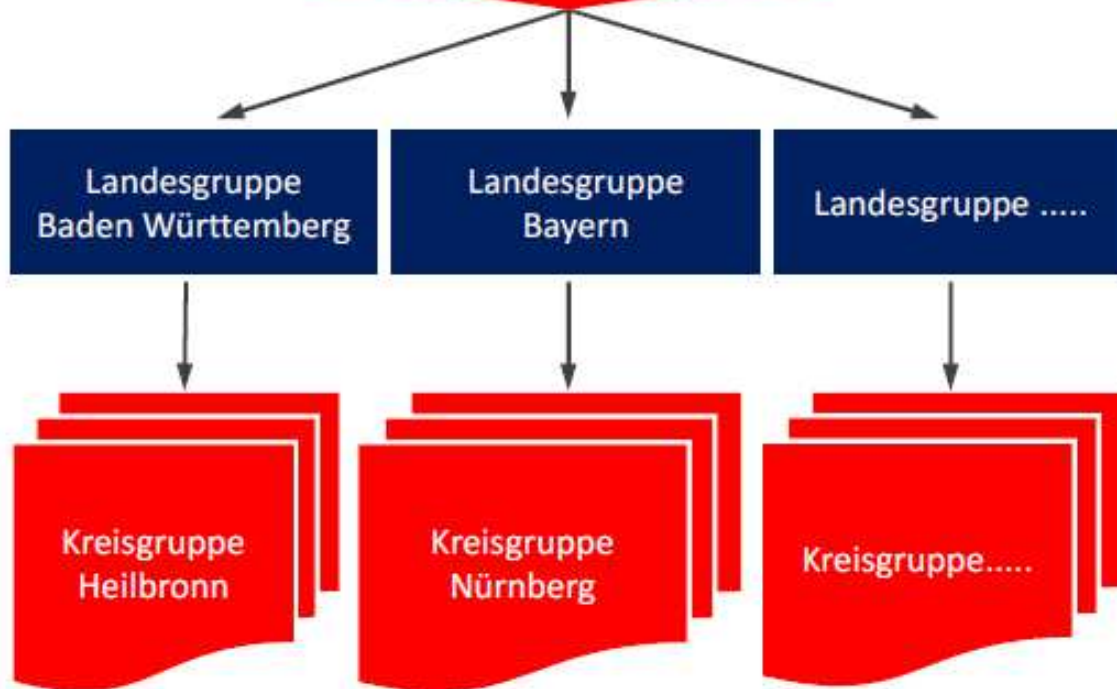 Landesgruppe
Baden Württemberg
Landesgruppe
Bayern
Landesgruppe .....
Kreisgruppe
Heilbronn
Kreisgruppe
Nürnberg
Kreisgruppe.....